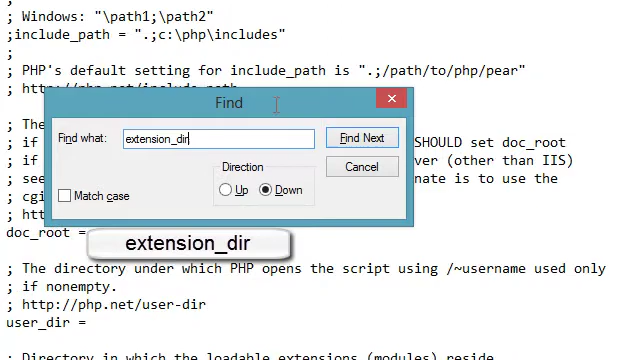 ; Windows: "\path1;\path2"
;include_path = ".;c:\php\includes"
;
; PHP's default setting for include_path is ".;/path/to/php/pear"
; http://php.net/include-path
Find
Find what: extension_dir
Find Next
Cancel
Direction
Up Down
Match case
; The
; if SHOULD set doc_root
; if ver (other than IIS)
; see nate is to use the
; cgi
; htt
doc_root =
extension_dir
; The directory under which PHP opens the script using /~username used only
; if nonempty.
; http://php.net/user-dir
user_dir =
; Directory in which the loadable extensions (modules) reside.